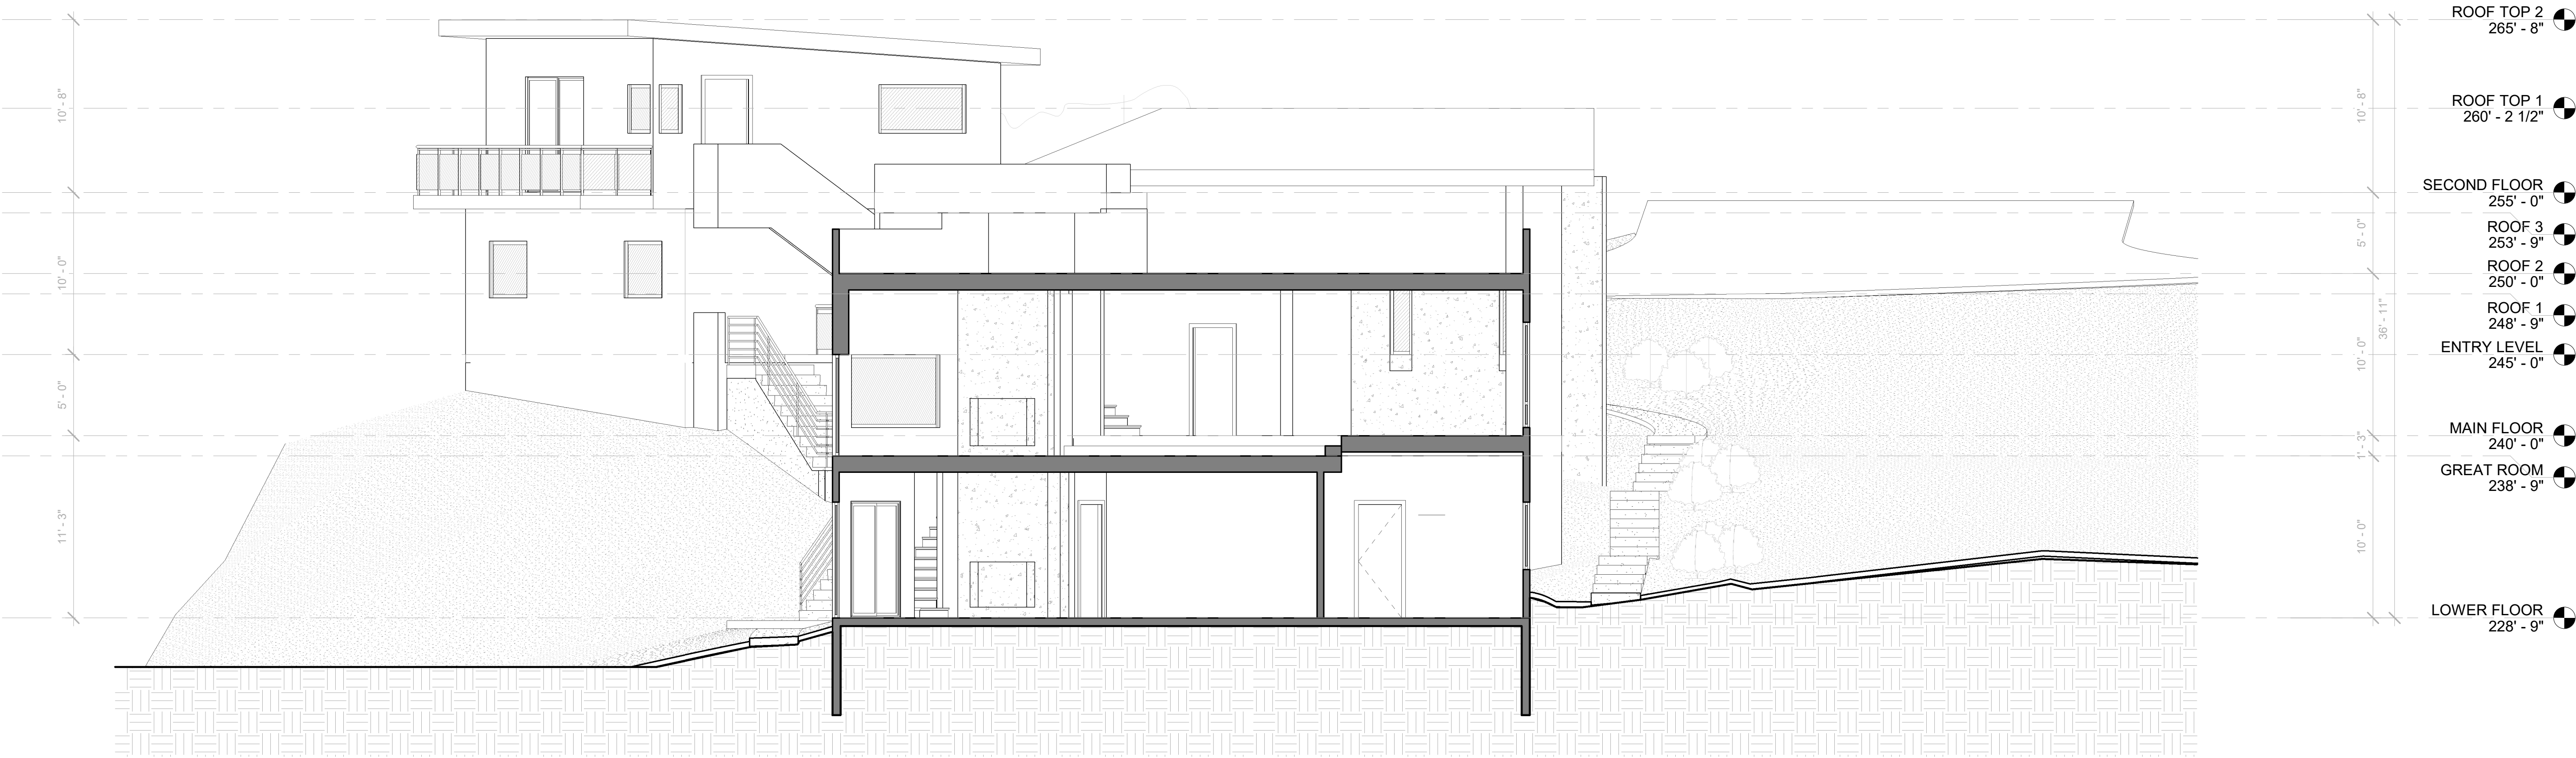 ROOF TOP 2
265' - 8"
ROOF TOP 1
260' - 2 1/2"
SECOND FLOOR
255' - 0"
ROOF 3
253' - 9"
ROOF 2
250' - 0"
ROOF 1
248' - 9"
ENTRY LEVEL
245' - 0"
MAIN FLOOR
240' - 0"
GREAT ROOM
238' - 9"
LOWER FLOOR
228' - 9"
10' - 8"
10' - 0"
5' - 0"
11' - 3"
10' - 8"
5' - 0"
10' - 0"
1' - 3"
10' - 0"
36' - 11"